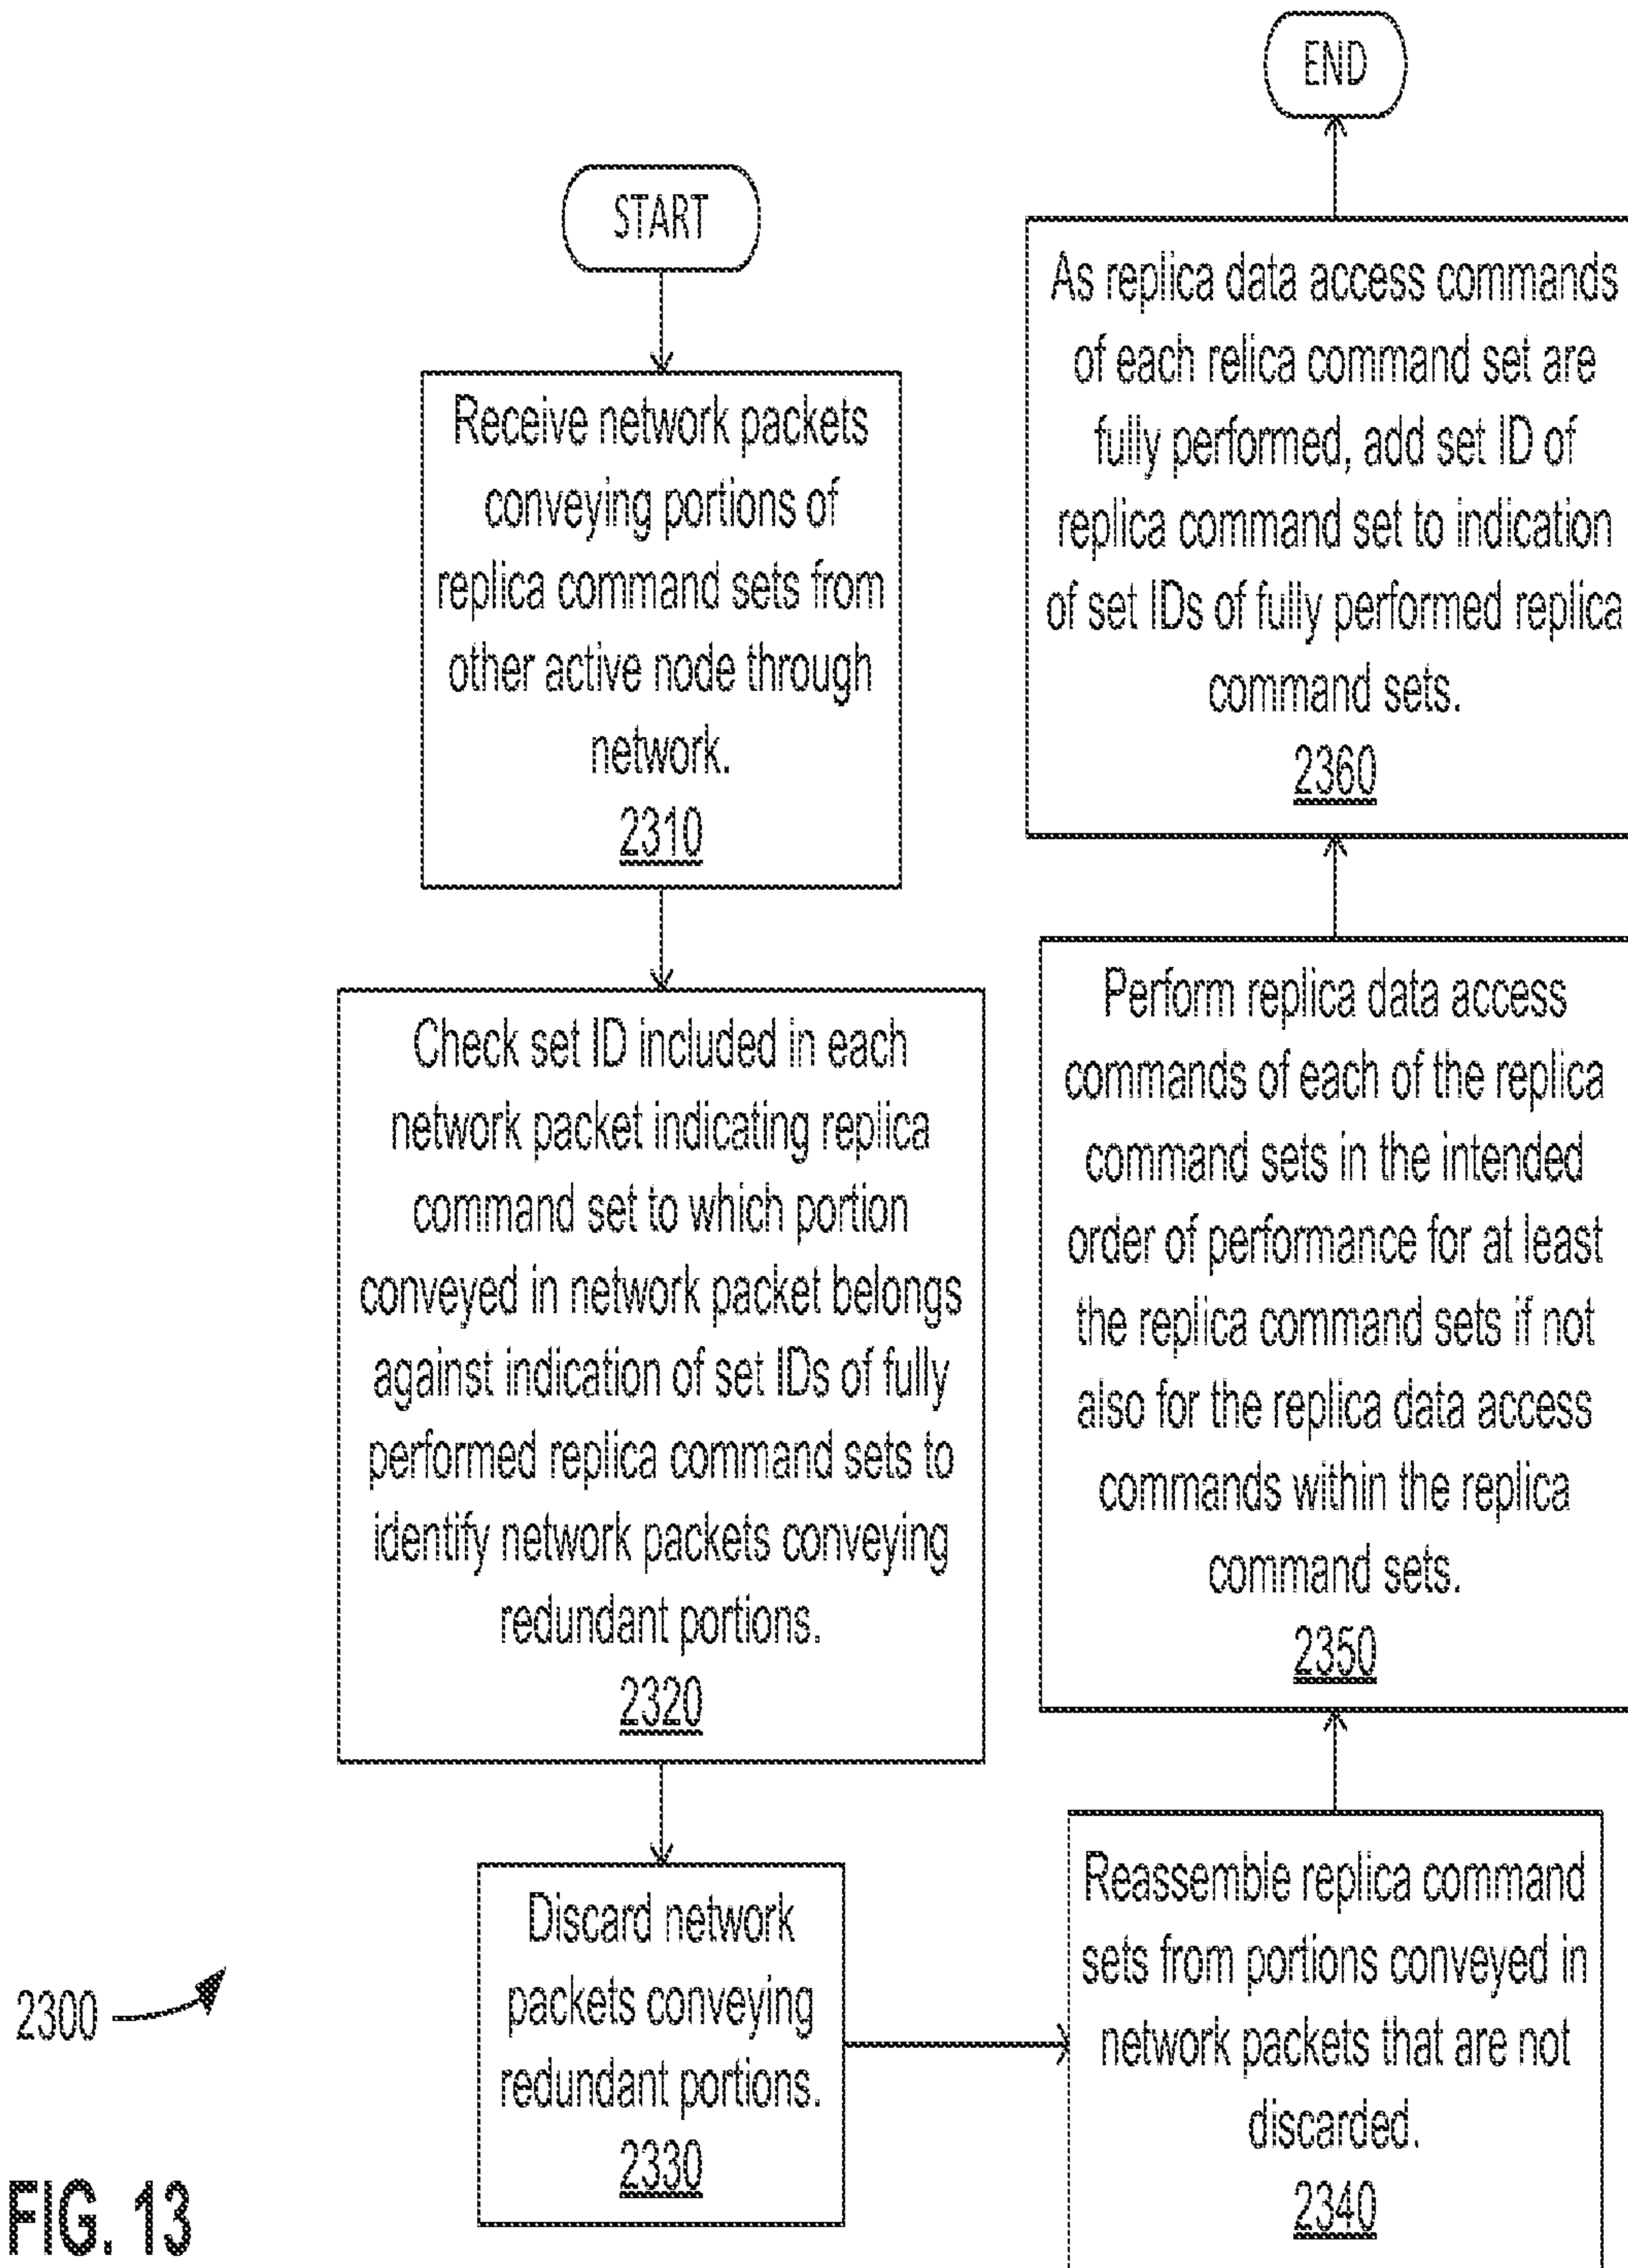 START
Receive network packets
conveying portions of
replica command sets from
other active node through
network.
2310
Check set ID included in each
network packet indicating replica
command set to which portion
conveyed in network packet belongs
against indication of set IDs of fully
performed replica command sets to
identify network packets conveying
redundant portions.
2320
Discard network
packets conveying
redundant portions.
2330
Reassemble replica command
sets from portions conveyed in
network packets that are not
discarded.
2340
Perform replica data access
commands of each of the replica
command sets in the intended
order of performance for at least
the replica command sets if not
also for the replica data access
commands within the replica
command sets.
2350
As replica data access commands
of each relica command set are
fully performed, add set ID of
replica command set to indication
of set IDs of fully performed replica
command sets.
2360
END
2300
FIG. 13